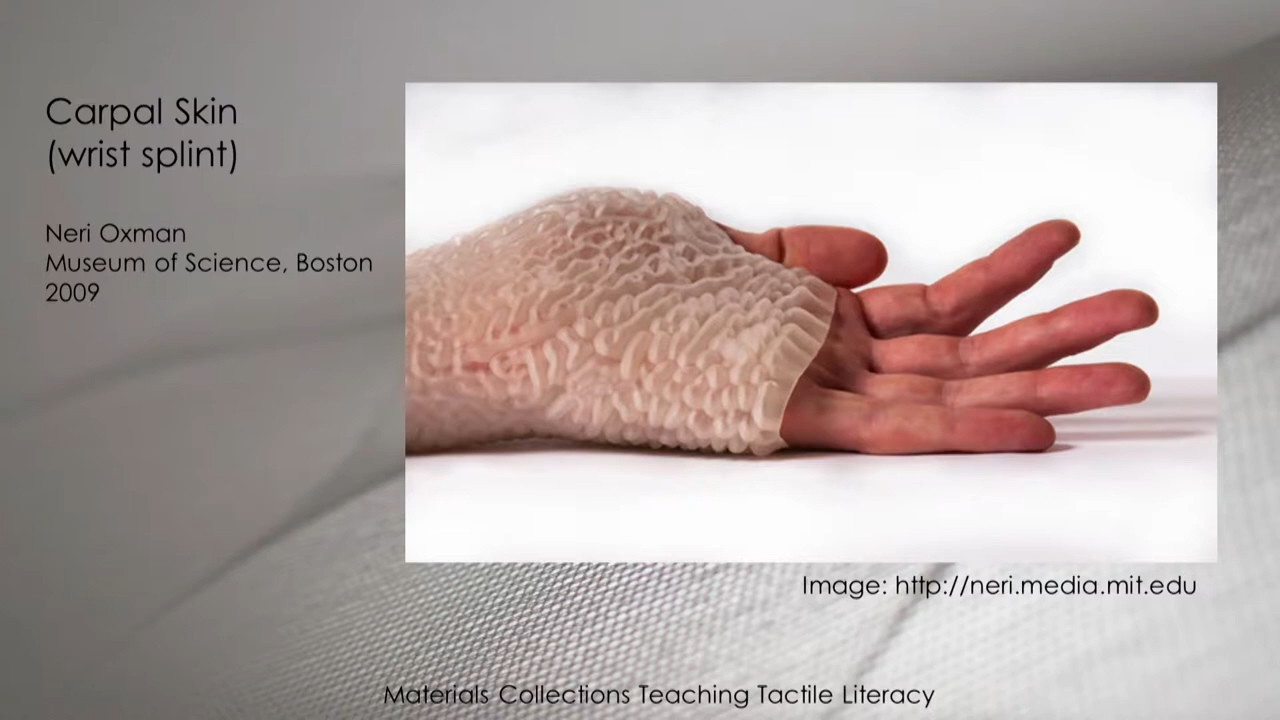 Carpal Skin
(wrist splint)
Neri Oxman
Museum of Science, Boston
2009
Image: http://neri.media.mit.edu
Materials Collections Teaching Tactile Literacy